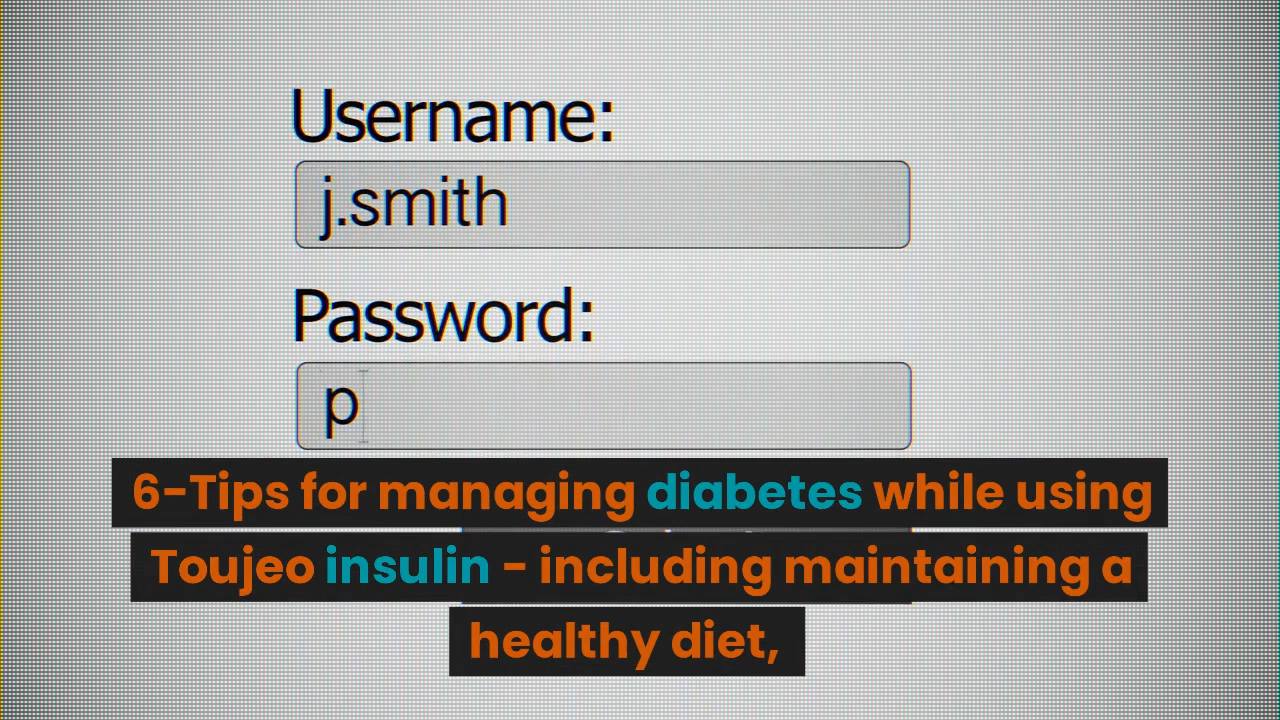 Username:
j.smith
Password:
p
6-Tips for managing diabetes while using
Toujeo insulin - including maintaining a
healthy diet,